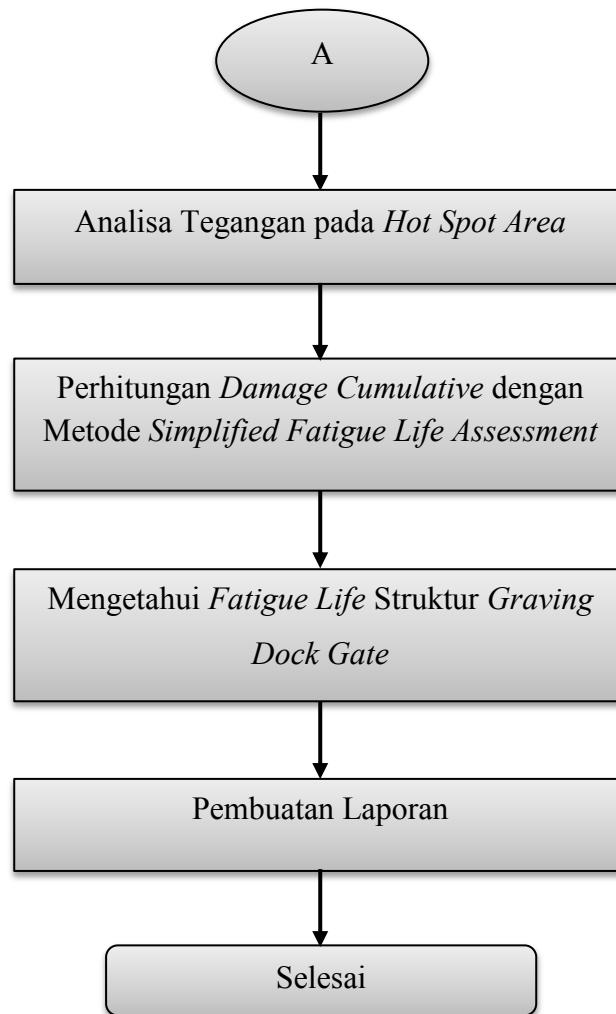 A
Analisa Tegangan pada Hot Spot Area
Perhitungan Damage Cumulative dengan
Metode Simplified Fatigue Life Assessment
Mengetahui Fatigue Life Struktur Graving
Dock Gate
Pembuatan Laporan
Selesai